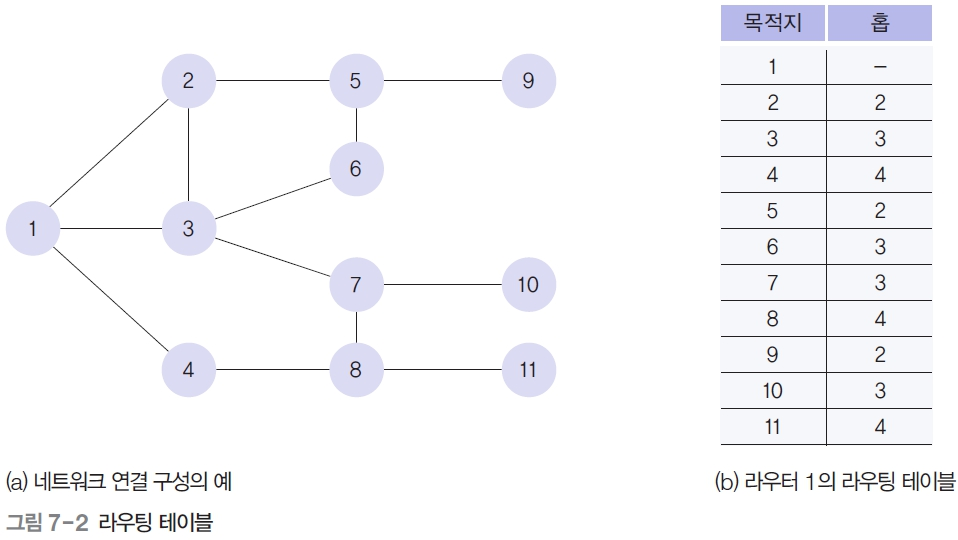 목적지 홉
1 –
2 2
3 3
4 4
5 2
6 3
7 3
8 4
9 2
10 3
11 4
2 5 9
6
1 3
7 10
4 8 11
(a) 네트워크 연결 구성의 예
(b) 라우터 1의 라우팅 테이블
그림 7-2 라우팅 테이블